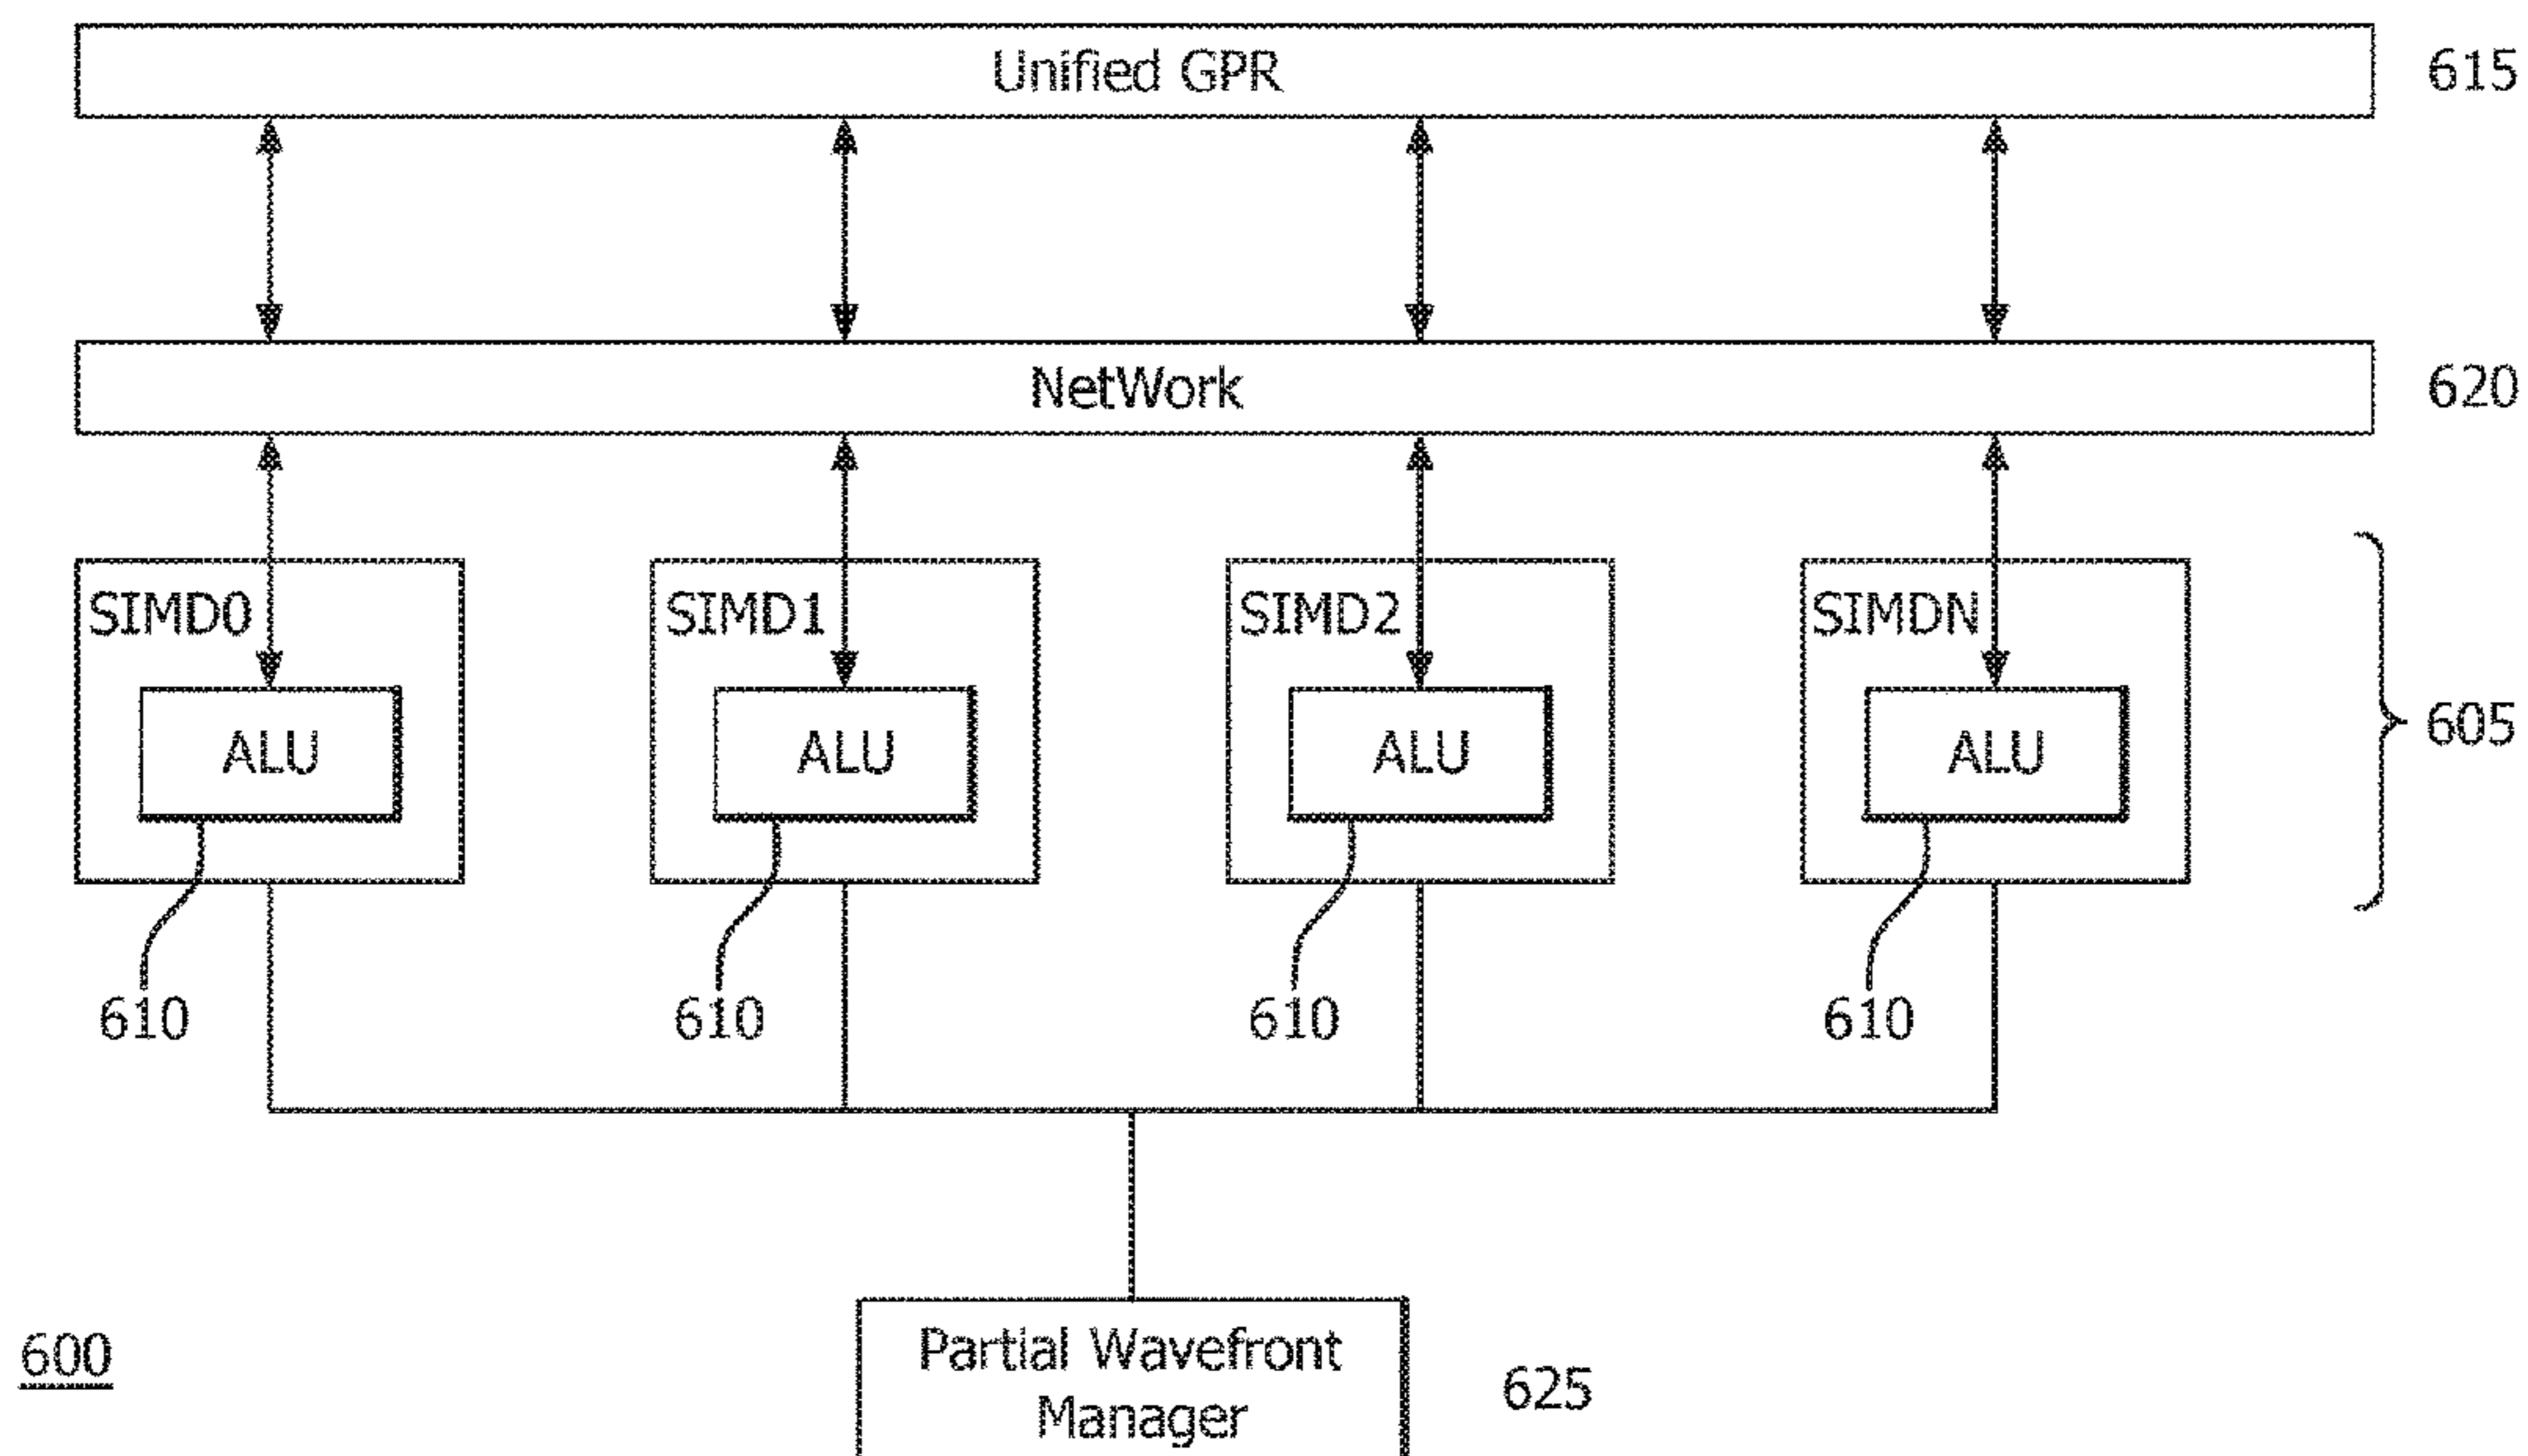 Unified GPR
615
NetWork
620
SIMD0
SIMD1
SIMD2
SIMDN
ALU
ALU
ALU
ALU
605
610
610
610
610
Partial Wavefront
Manager
600
625